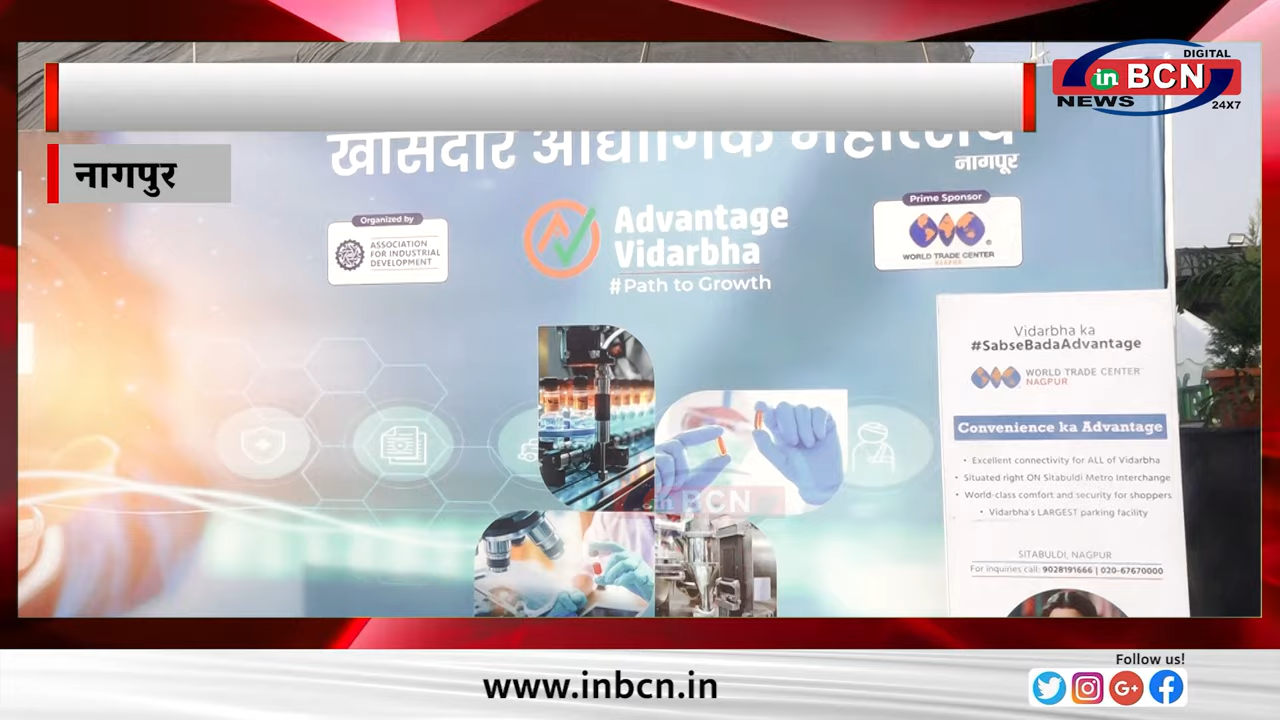 DIGITAL
in BCN
NEWS
24X7
खासदार औद्योगिक महोत्सव
नागपूर
नागपुर
Organized by
ASSOCIATION
FOR INDUSTRIAL
DEVELOPMENT
Advantage
Vidarbha
#Path to Growth
Prime Sponsor
WORLD TRADE CENTER
NAGPUR
Vidarbha ka
#SabseBadaAdvantage
WORLD TRADE CENTER
NAGPUR
Convenience ka Advantage
• Excellent connectivity for ALL of Vidarbha
• Situated right ON Sitabuldi Metro Interchange
• World-class comfort and security for shoppers
• Vidarbha's LARGEST parking facility
SITABULDI, NAGPUR
For inquiries call: 9028191666 | 020-67670000
in BCN
Follow us!
www.inbcn.in